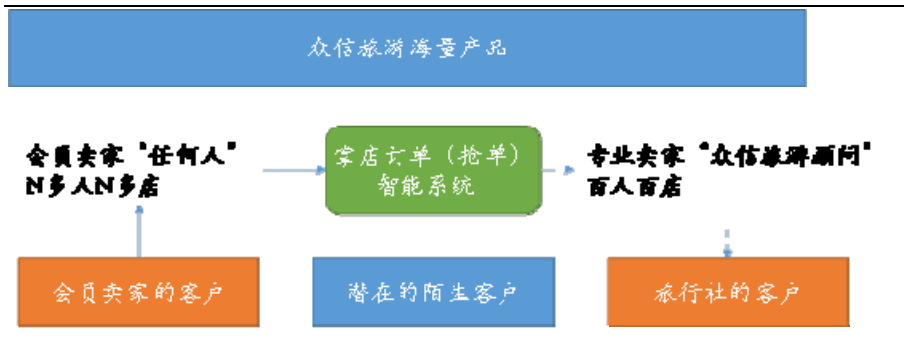 众信旅游海量产品
会员卖家“任何人”
N多人N多店
掌店订单（抢单）
智能系统
专业卖家“众信旅游顾问”
百人百店
会员卖家的客户
潜在的陌生客户
旅行社的客户